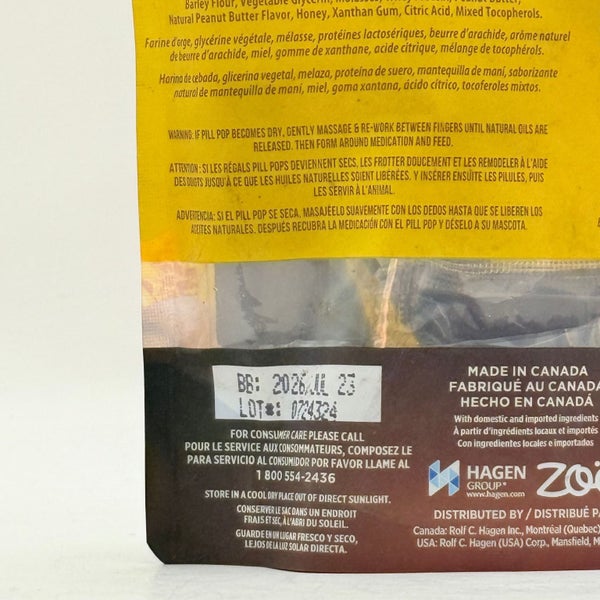 Barley Flour, Vegetable Glycerin, Molasses, Whey Protein, Peanut Butter,
Natural Peanut Butter Flavor, Honey, Xanthan Gum, Citric Acid, Mixed Tocopherols.
Farine d'orge, glycérine végétale, mélasse, protéines lactosériques, beurre d'arachide, arôme naturel
de beurre d'arachide, miel, gomme de xanthane, acide citrique, mélange de tocophérols.
Harina de cebada, glicerina vegetal, melaza, proteína de suero, mantequilla de maní, saborizante
natural de mantequilla de maní, miel, goma xantana, ácido cítrico, tocoferoles mixtos.
WARNING: IF PILL POP BECOMES DRY, GENTLY MASSAGE & RE-WORK BETWEEN FINGERS UNTIL NATURAL OILS ARE
RELEASED. THEN FORM AROUND MEDICATION AND FEED.
ATTENTION : SI LES RÉGALS PILL POPS DEVIENNENT SECS, LES FROTTER DOUCEMENT ET LES REMODELER À L'AIDE
DES DOIGTS JUSQU'À CE QUE LES HUILES NATURELLES SOIENT LIBÉRÉES. Y INSÉRER ENSUITE LES PILULES, PUIS
LES SERVIR À L'ANIMAL.
ADVERTENCIA: SI EL PILL POP SE SECA, MASAJÉELO SUAVEMENTE CON LOS DEDOS HASTA QUE SE LIBEREN LOS
ACEITES NATURALES. DESPUÉS RECUBRA LA MEDICACIÓN CON EL PILL POP Y DÉSELO A SU MASCOTA.
BB: 2026JUL 23
LOT#: 0724324
FOR CONSUMER CARE PLEASE CALL
POUR LE SERVICE AUX CONSOMMATEURS, COMPOSEZ LE
PARA SERVICIO AL CONSUMIDOR POR FAVOR LLAME AL
1 800 554-2436
STORE IN A COOL DRY PLACE OUT OF DIRECT SUNLIGHT.
CONSERVER LE SAC DANS UN ENDROIT
FRAIS ET SEC, À L'ABRI DU SOLEIL.
GUARDE EN UN LUGAR FRESCO Y SECO,
LEJOS DE LA LUZ SOLAR DIRECTA.
MADE IN CANADA
FABRIQUÉ AU CANADA
HECHO EN CANADÁ
With domestic and imported ingredients
À partir d'ingrédients locaux et importés
Con ingredientes locales e importados
HAGEN
GROUP
www.hagen.com
DISTRIBUTED BY / DISTRIBUÉ
Canada: Rolf C. Hagen Inc., Montréal (Quebec)
USA: Rolf C. Hagen (USA) Corp., Mansfield,